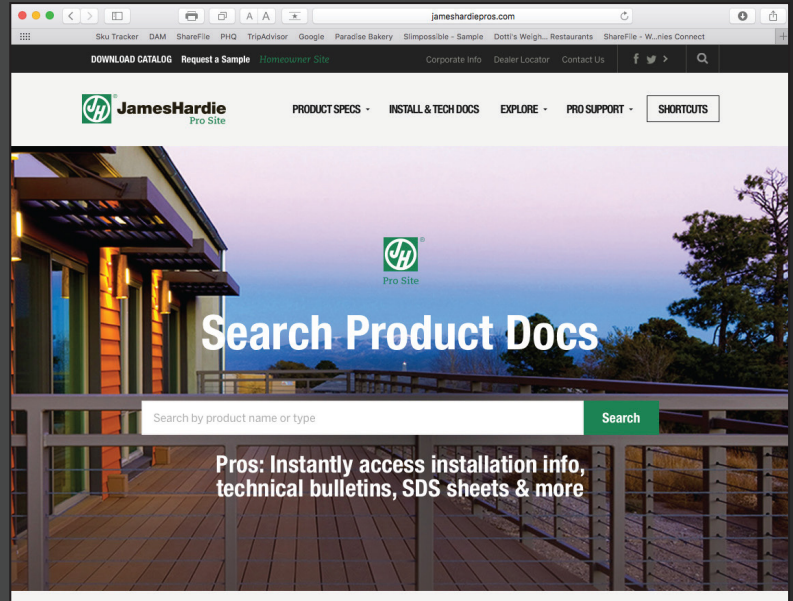 jameshardiepros.com
Sku Tracker DAM ShareFile PHQ TripAdvisor Google Paradise Bakery Slimpossible - Sample Dotti's Weigh... Restaurants ShareFile - W...nies Connect
DOWNLOAD CATALOG Request a Sample Homeowner Site Corporate Info Dealer Locator Contact Us
JH JamesHardie® PRODUCT SPECS INSTALL & TECH DOCS EXPLORE PRO SUPPORT SHORTCUTS
Pro Site
JH®
Pro Site
Search Product Docs
Search by product name or type Search
Pros: Instantly access installation info,
technical bulletins, SDS sheets & more